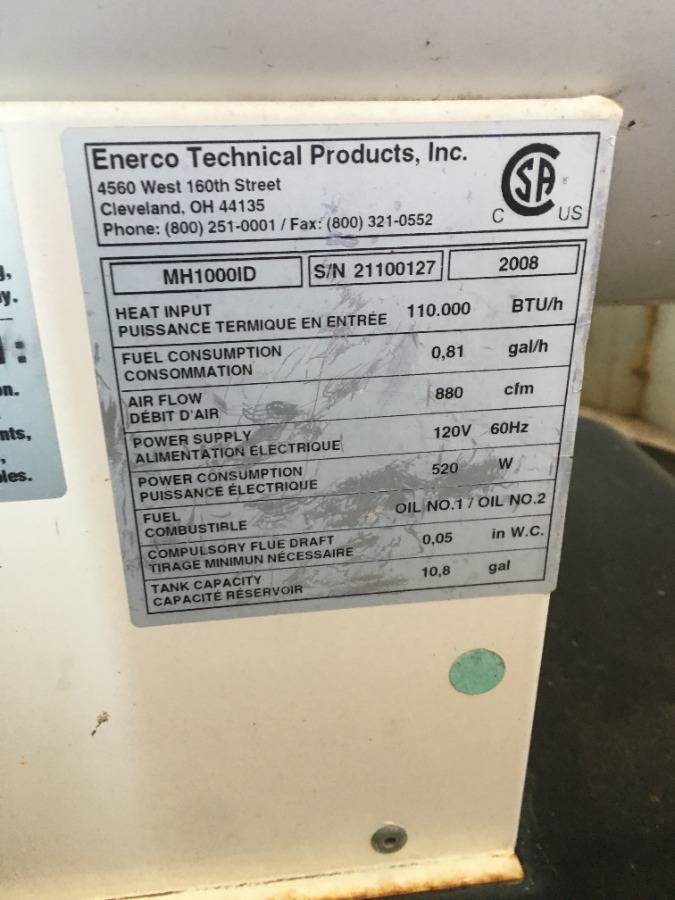 Enerco Technical Products, Inc.
4560 West 160th Street
Cleveland, OH 44135
Phone: (800) 251-0001 / Fax: (800) 321-0552
CSA
C US
MH1000ID S/N 21100127 2008
HEAT INPUT
PUISSANCE TERMIQUE EN ENTRÉE 110.000 BTU/h
FUEL CONSUMPTION
CONSOMMATION 0,81 gal/h
AIR FLOW
DÉBIT D'AIR 880 cfm
POWER SUPPLY
ALIMENTATION ELECTRIQUE 120V 60Hz
POWER CONSUMPTION
PUISSANCE ÉLECTRIQUE 520 W
FUEL
COMBUSTIBLE OIL NO.1 / OIL NO.2
COMPULSORY FLUE DRAFT
TIRAGE MINIMUN NÉCESSAIRE 0,05 in W.C.
TANK CAPACITY
CAPACITÉ RÉSERVOIR 10,8 gal